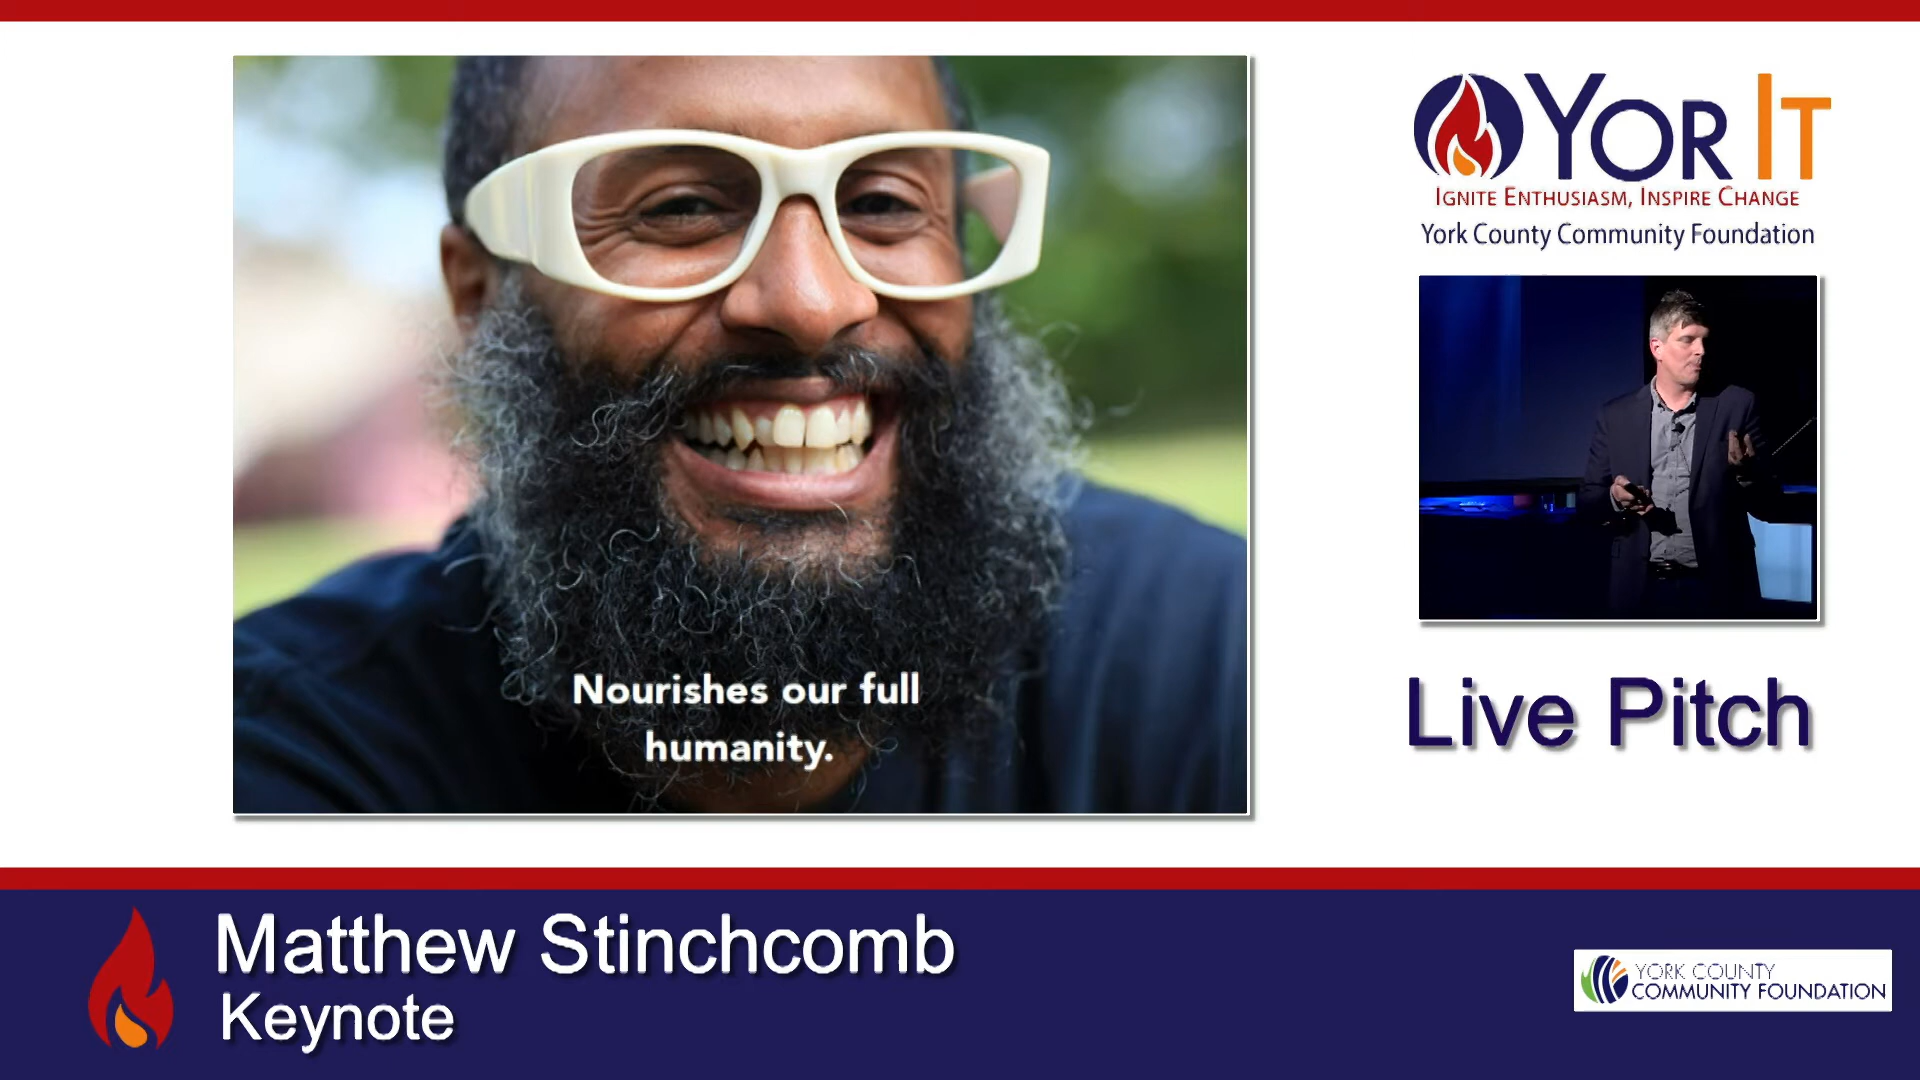 Nourishes our full
humanity.
YOR IT
IGNITE ENTHUSIASM, INSPIRE CHANGE
York County Community Foundation
Live Pitch
Matthew Stinchcomb
Keynote
YORK COUNTY
COMMUNITY FOUNDATION